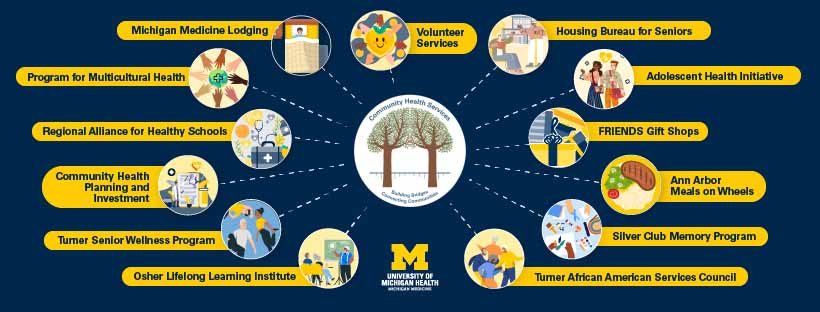 Michigan Medicine Lodging
Volunteer
Services
Housing Bureau for Seniors
Program for Multicultural Health
Adolescent Health Initiative
Regional Alliance for Healthy Schools
Community Health Services
FRIENDS Gift Shops
Community Health
Planning and
Investment
Building Bridges
Connecting Communities
Ann Arbor
Meals on Wheels
Turner Senior Wellness Program
Silver Club Memory Program
Osher Lifelong Learning Institute
M
UNIVERSITY OF
MICHIGAN HEALTH
MICHIGAN MEDICINE
Turner African American Services Council